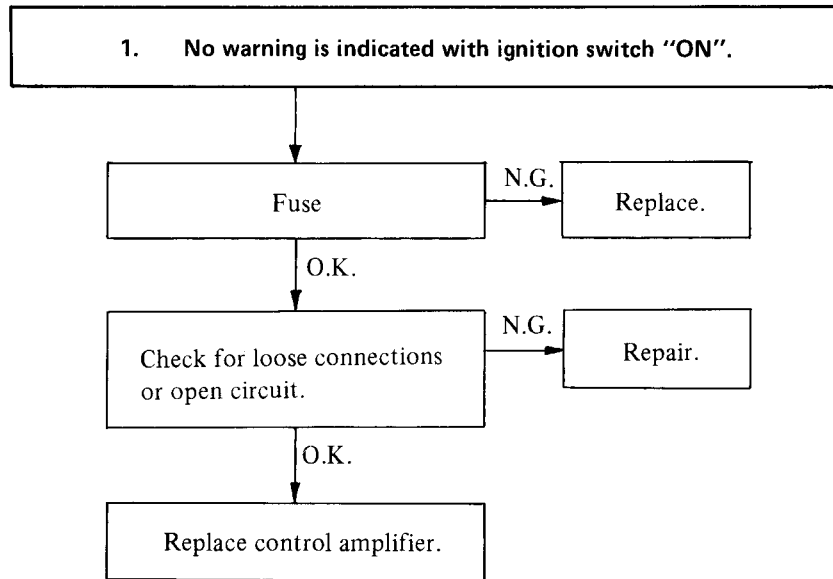 1. No warning is indicated with ignition switch "ON".
N.G.
Fuse
Replace.
O.K.
N.G.
Check for loose connections
or open circuit.
Repair.
O.K.
Replace control amplifier.